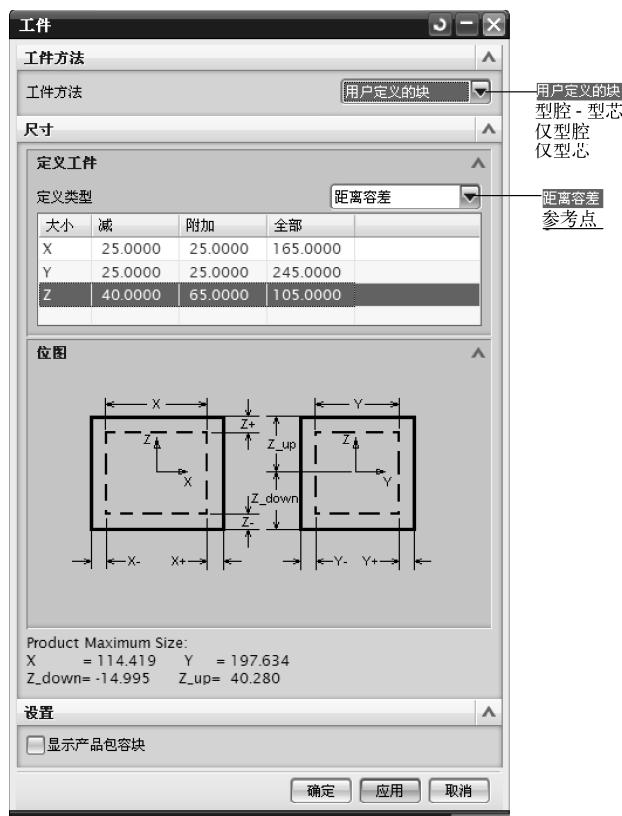 工件
工件方法
工件方法 用户定义的块
用户定义的块
型腔 - 型芯
仅型腔
仅型芯
尺寸
定义工件
定义类型 距离容差
距离容差
参考点
大小 减 附加 全部
X 25.0000 25.0000 165.0000
Y 25.0000 25.0000 245.0000
Z 40.0000 65.0000 105.0000
位图
X Y
Z+
Z Z_up Z
X Y
Z_down
Z-
X- X+ Y- Y+
Product Maximum Size:
X = 114.419 Y = 197.634
Z_down= -14.995 Z_up= 40.280
设置
显示产品包容块
确定 应用 取消